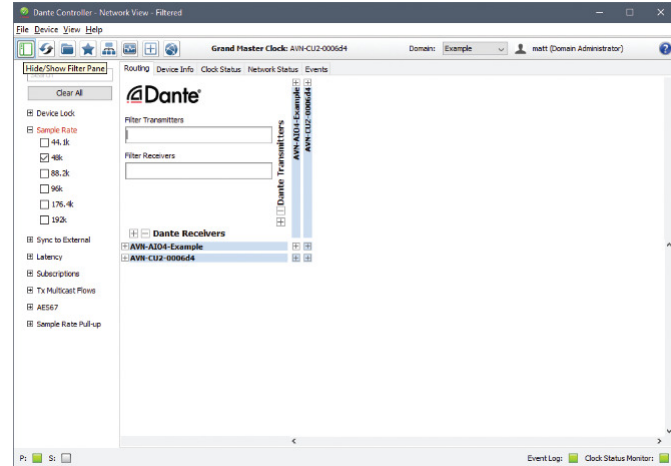 Dante Controller - Network View - Filtered
File Device View Help
Grand Master Clock: AVN-CU2-0006d4
Domain: Example
matt (Domain Administrator)
Hide/Show Filter Pane
Routing Device Info Clock Status Network Status Events
Clear All
Device Lock
Sample Rate
44.1k
48k
88.2k
96k
176.4k
192k
Sync to External
Latency
Subscriptions
Tx Multicast Flows
AES67
Sample Rate Pull-up
Dante
Filter Transmitters
Filter Receivers
Dante Transmitters
AVN-AIO4-Example
AVN-CU2-0006d4
Dante Receivers
AVN-AIO4-Example
AVN-CU2-0006d4
P: S:
Event Log: Clock Status Monitor: